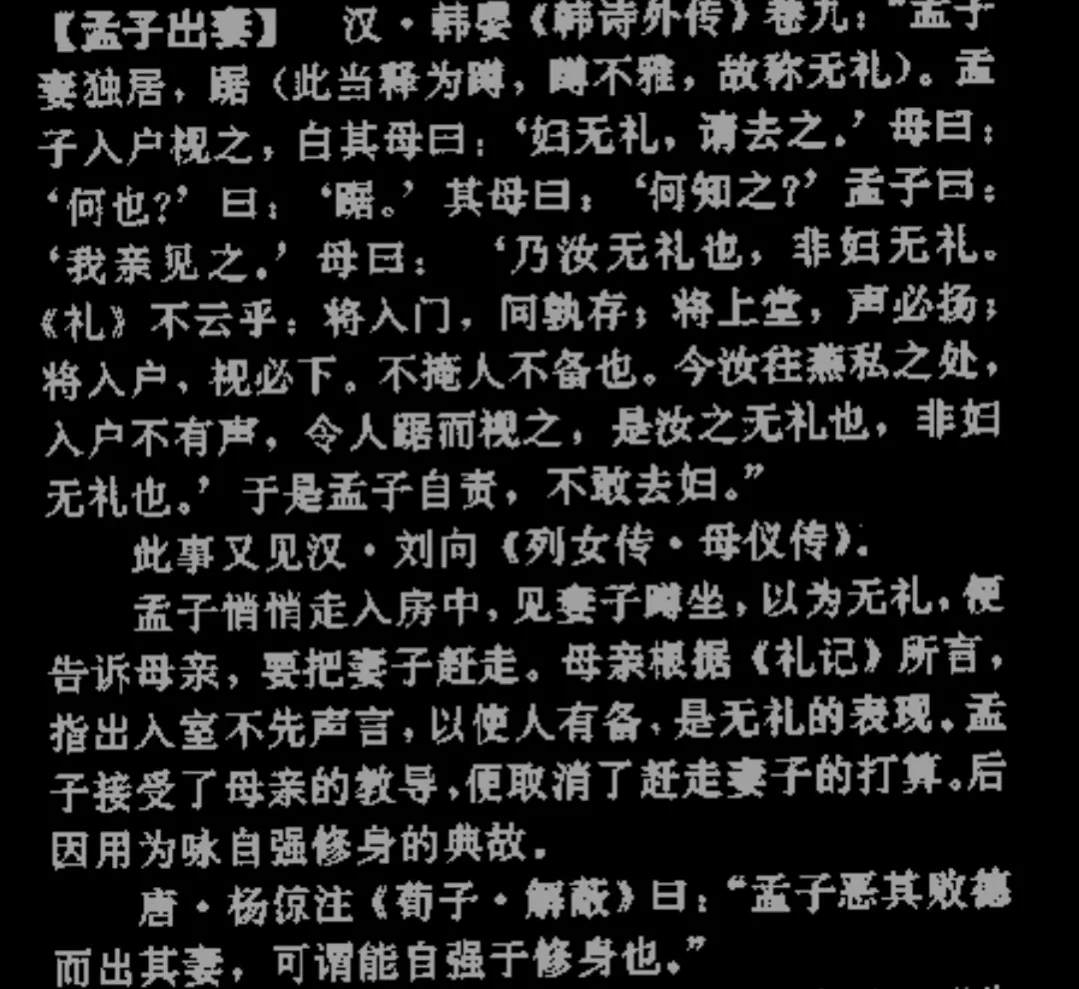 【孟子出妻】 汉·韩婴《韩诗外传》卷九：“孟子
妻独居，踞（此当释为蹲，蹲不雅，故称无礼）。孟
子入户视之，白其母曰：‘妇无礼，请去之．’母曰：
‘何也?’曰：‘踞。’其母曰：‘何知之?’孟子曰：
‘我亲见之．’母曰：‘乃汝无礼也，非妇无礼。
《礼》不云乎：将入门，问孰存；将上堂，声必扬；
将入户，视必下。不掩人不备也。今汝往燕私之处，
入户不有声，令人踞而视之，是汝之无礼也，非妇
无礼也。’于是孟子自责，不敢去妇。”
此事又见汉·刘向《列女传·母仪传》．
孟子悄悄走入房中，见妻子蹲坐，以为无礼，便
告诉母亲，要把妻子赶走。母亲根据《礼记》所言，
指出入室不先声言，以使人有备，是无礼的表现．孟
子接受了母亲的教导，便取消了赶走妻子的打算。后
因用为咏自强修身的典故．
唐·杨倞注《荀子·解蔽》曰：“孟子恶其败德
而出其妻，可谓能自强于修身也．”